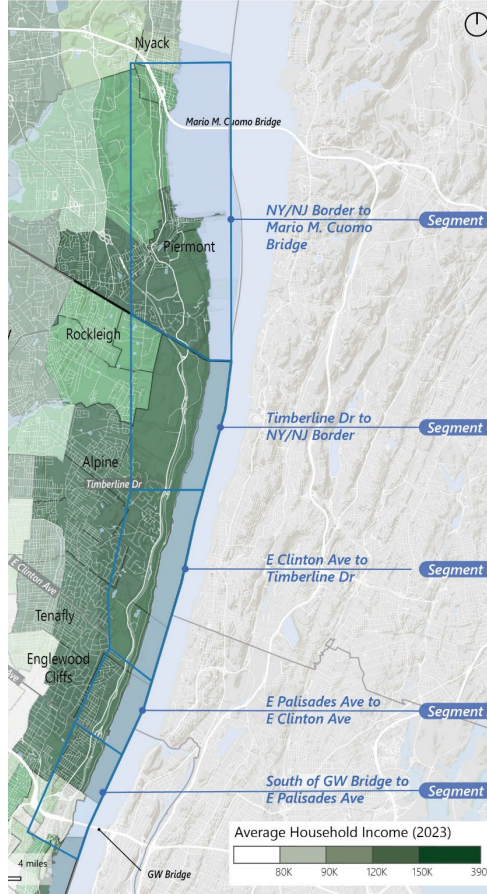 Nyack
Mario M. Cuomo Bridge
NY/NJ Border to
Mario M. Cuomo
Bridge
Segment
Piermont
Rockleigh
Timberline Dr to
NY/NJ Border
Segment
Alpine
Timberline Dr
E Clinton Ave
E Clinton Ave to
Timberline Dr
Segment
Tenafly
Englewood
Cliffs
E Palisades Ave to
E Clinton Ave
Segment
South of GW Bridge to
E Palisades Ave
Segment
Average Household Income (2023)
80K 90K 120K 150K 390
4 miles
GW Bridge